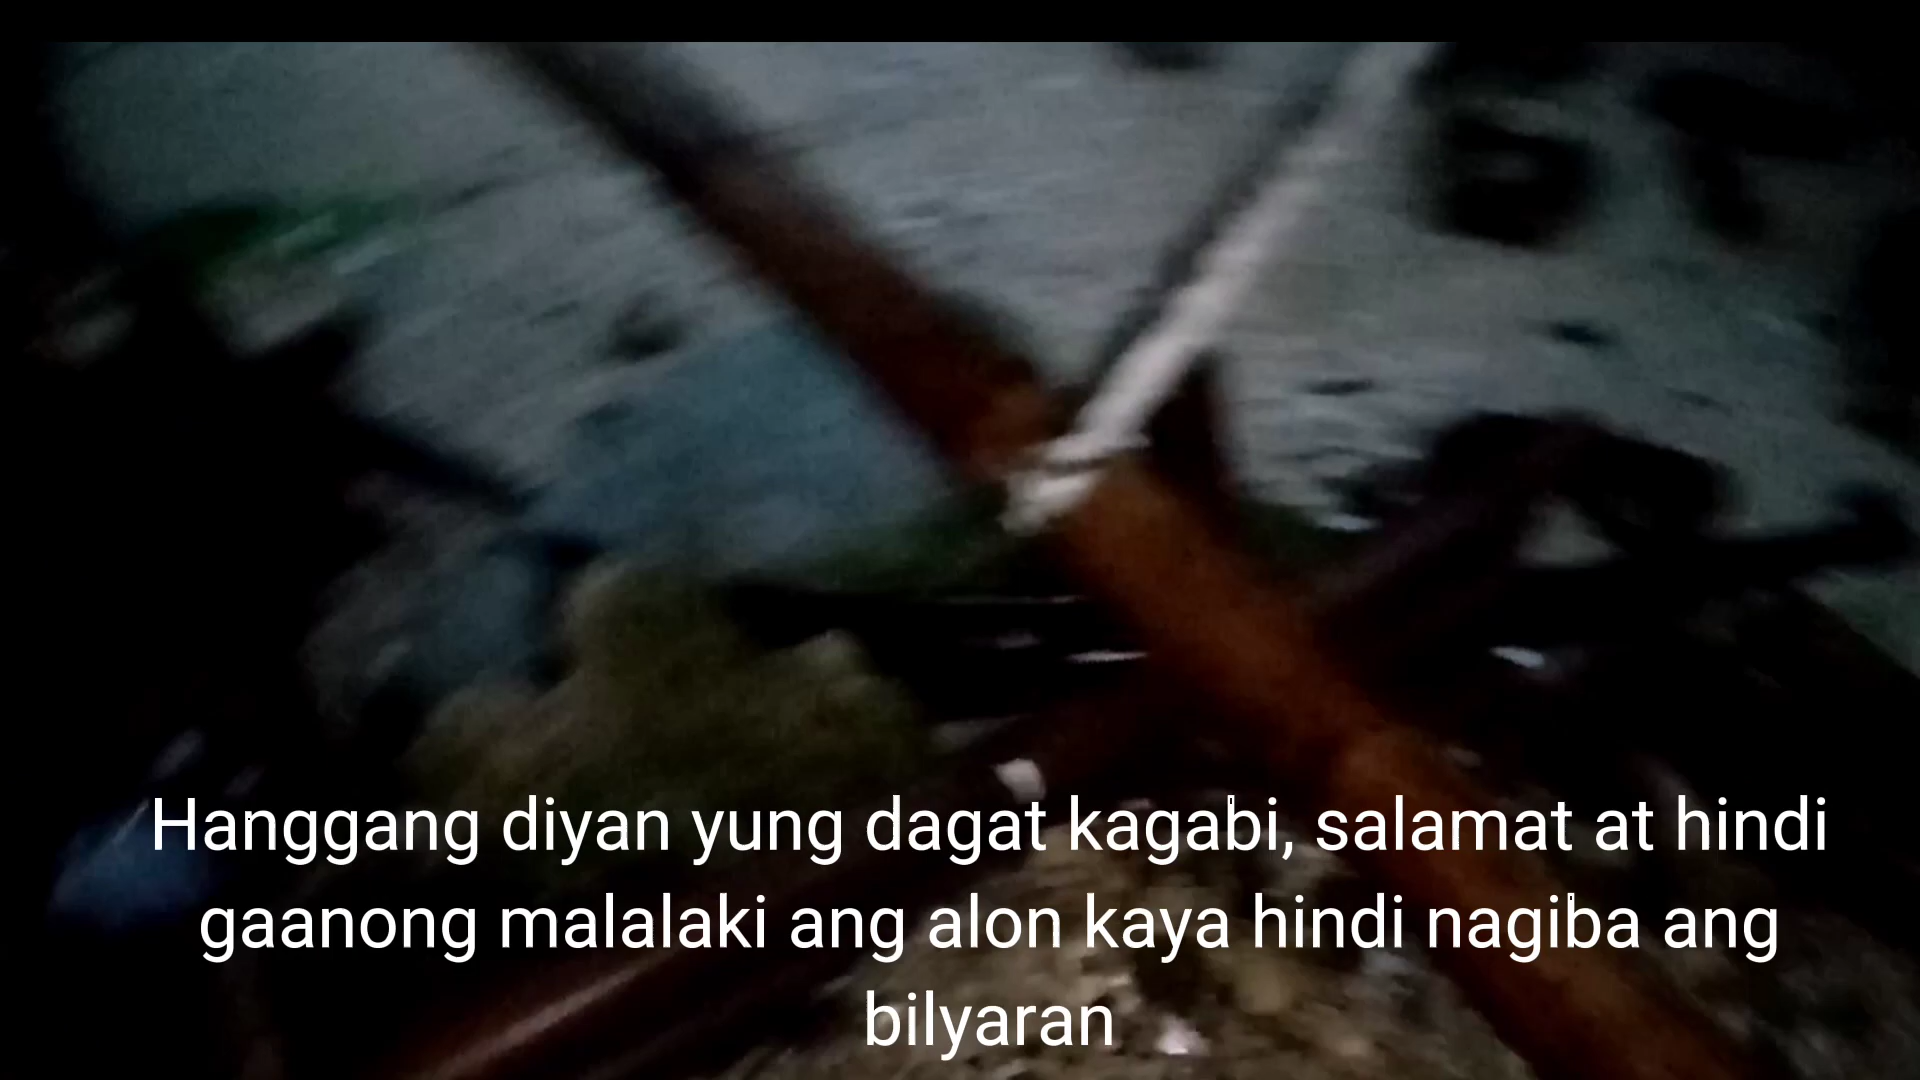 Hanggang diyan yung dagat kagabi, salamat at hindi
gaanong malalaki ang alon kaya hindi nagiba ang
bilyaran